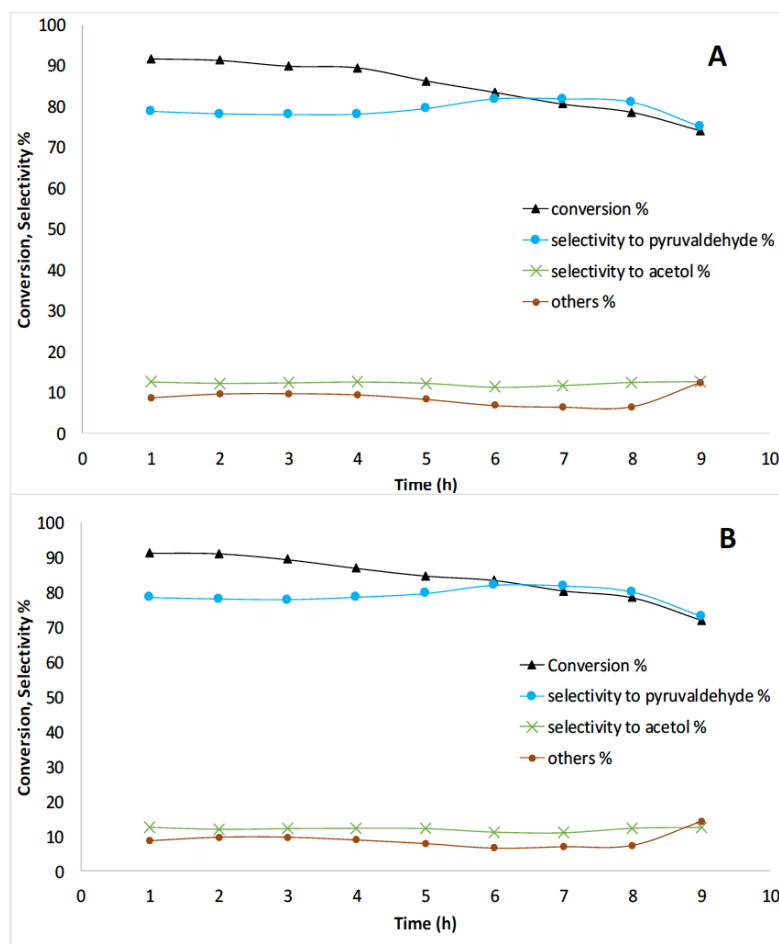 A
100
90
80
70
60
50
40
30
20
10
0
Conversion, Selectivity %
conversion %
selectivity to pyruvaldehyde %
selectivity to acetol %
others %
0 1 2 3 4 5 6 7 8 9 10
Time (h)
B
100
90
80
70
60
50
40
30
20
10
0
Conversion, Selectivity %
Conversion %
selectivity to pyruvaldehyde %
selectivity to acetol %
others %
0 1 2 3 4 5 6 7 8 9 10
Time (h)